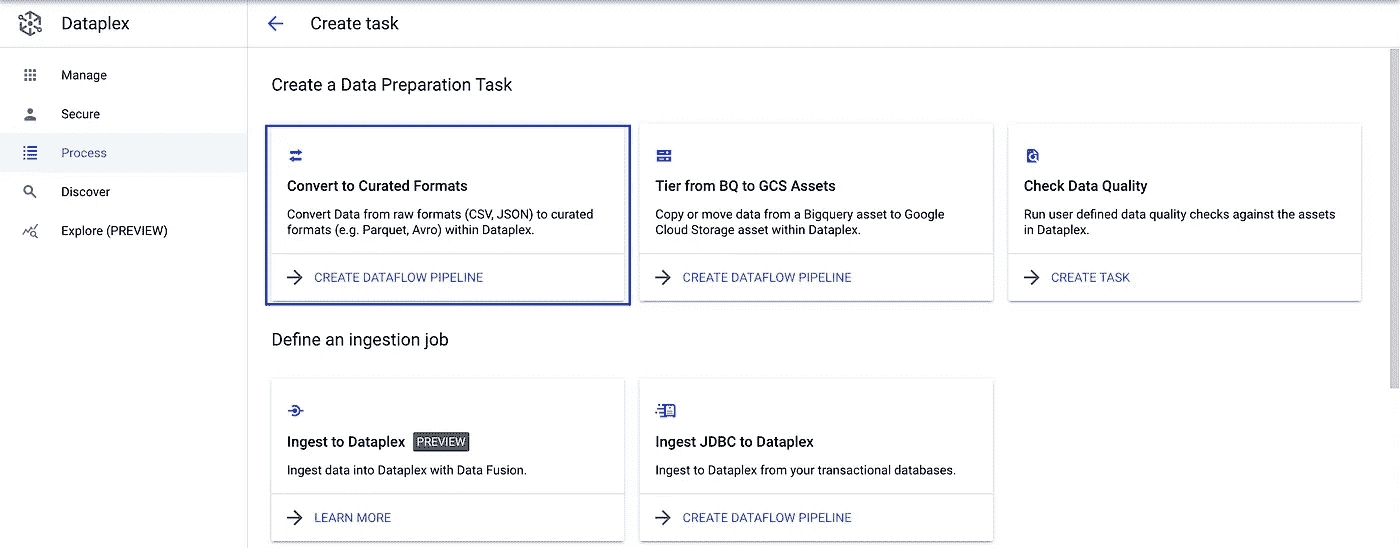 Dataplex
Create task
Manage
Secure
Process
Discover
Explore (PREVIEW)
Create a Data Preparation Task
Convert to Curated Formats
Convert Data from raw formats (CSV, JSON) to curated
formats (e.g. Parquet, Avro) within Dataplex.
CREATE DATAFLOW PIPELINE
Tier from BQ to GCS Assets
Copy or move data from a Bigquery asset to Google
Cloud Storage asset within Dataplex.
CREATE DATAFLOW PIPELINE
Check Data Quality
Run user defined data quality checks against the assets
in Dataplex.
CREATE TASK
Define an ingestion job
Ingest to Dataplex PREVIEW
Ingest data into Dataplex with Data Fusion.
LEARN MORE
Ingest JDBC to Dataplex
Ingest to Dataplex from your transactional databases.
CREATE DATAFLOW PIPELINE